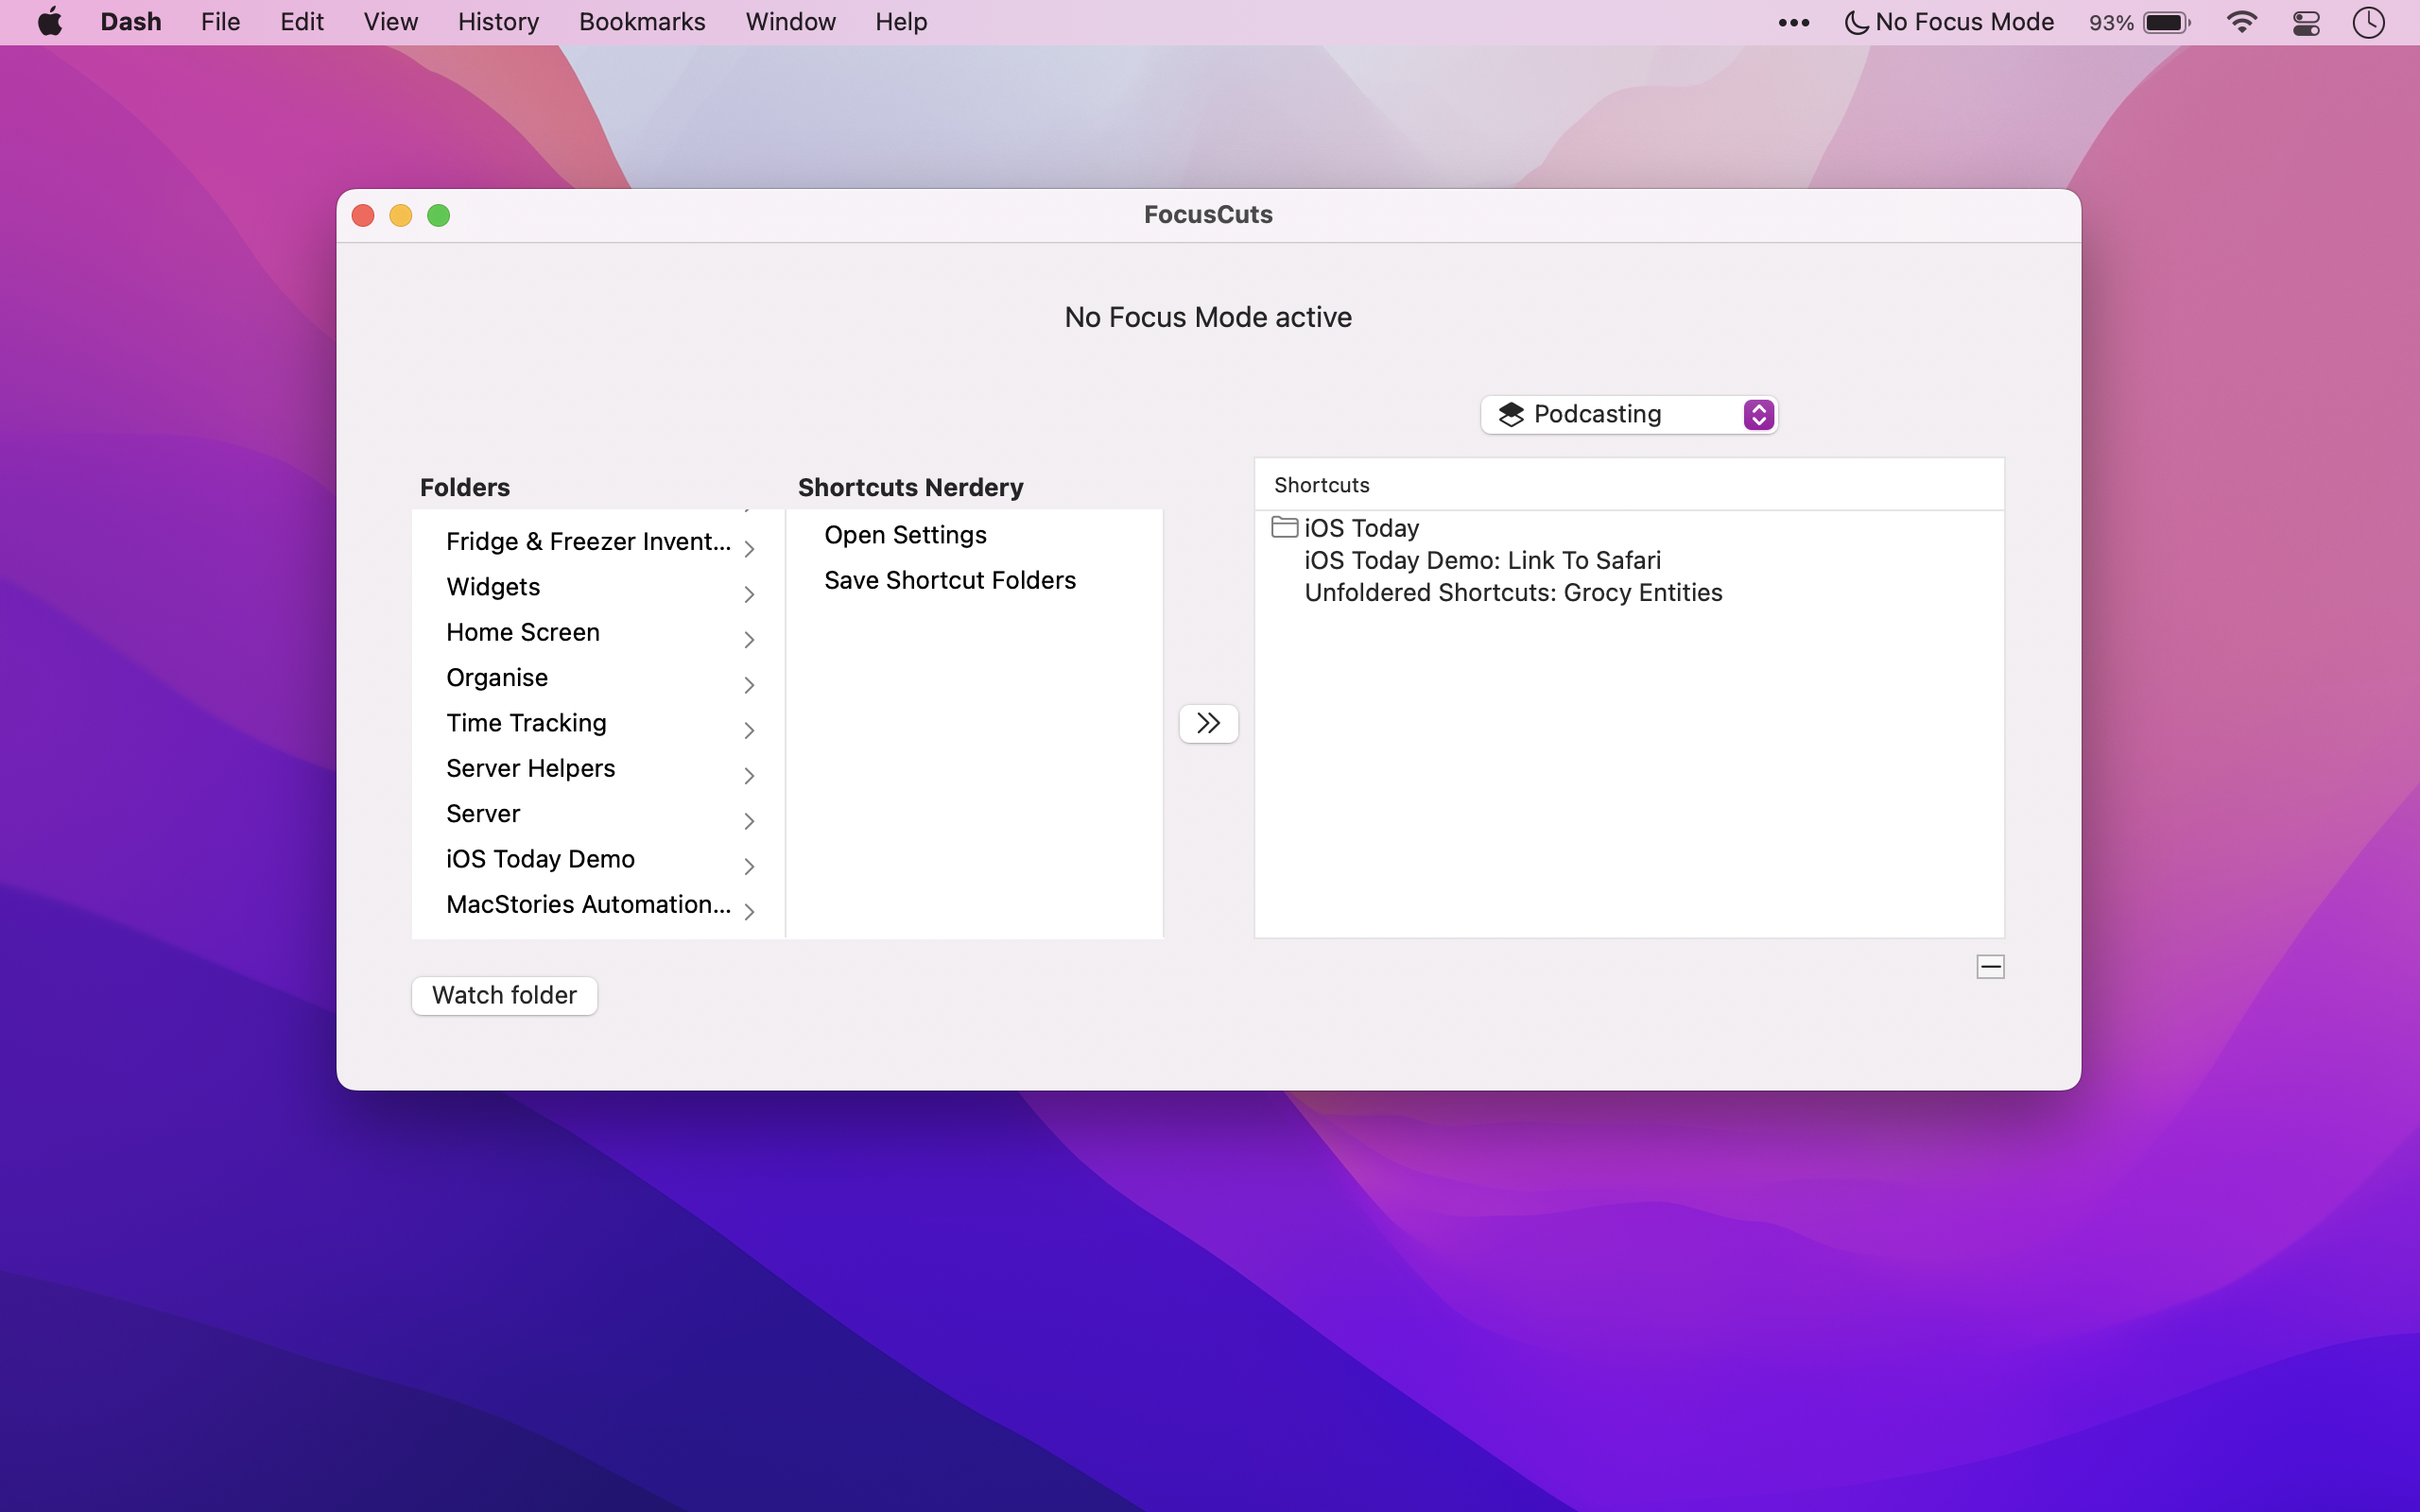 Dash File Edit View History Bookmarks Window Help ••• No Focus Mode 93%
FocusCuts
No Focus Mode active
Podcasting
Folders
Fridge & Freezer Invent...
Widgets
Home Screen
Organise
Time Tracking
Server Helpers
Server
iOS Today Demo
MacStories Automation...
Watch folder
Shortcuts Nerdery
Open Settings
Save Shortcut Folders
Shortcuts
iOS Today
iOS Today Demo: Link To Safari
Unfoldered Shortcuts: Grocy Entities